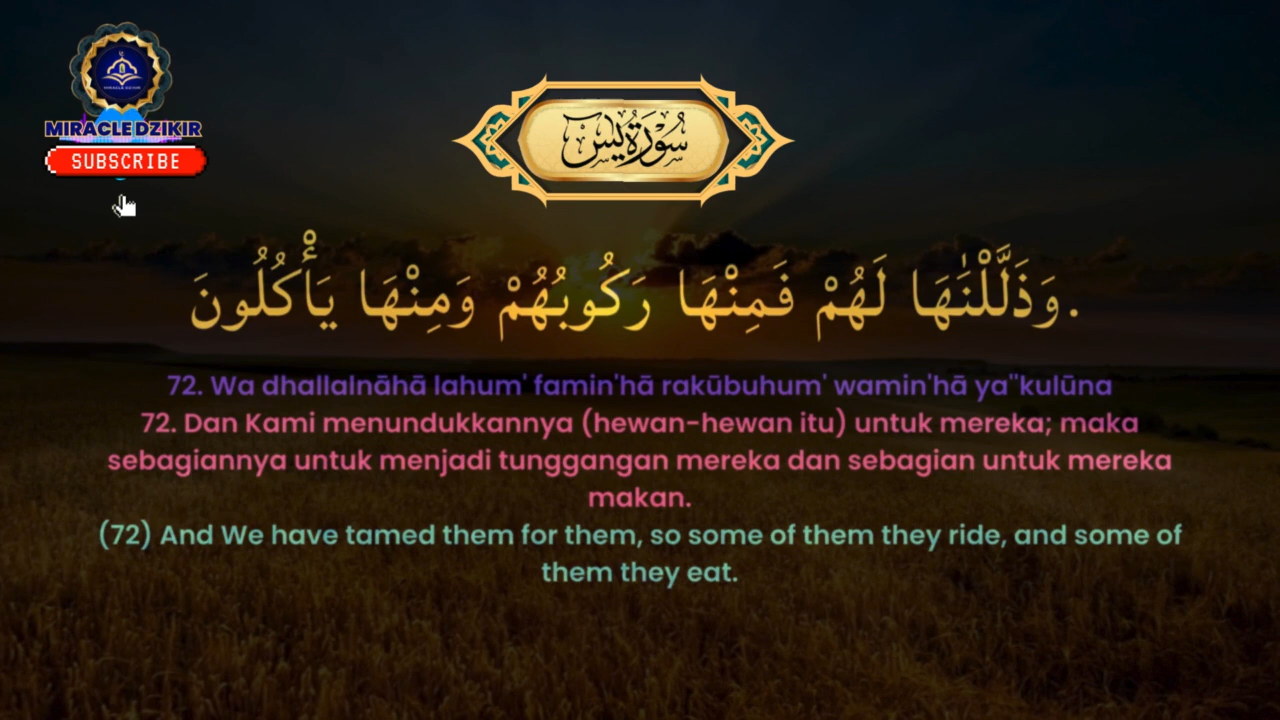 MIRACLE DZIKIR
MIRACLE DZIKIR
SUBSCRIBE
سُوْرَةُ يٰسٓ
وَذَلَّلْنَٰهَا لَهُمْ فَمِنْهَا رَكُوبُهُمْ وَمِنْهَا يَأْكُلُونَ.
72. Wa dhallalnāhā lahum' famin'hā rakūbuhum' wamin'hā ya"kulūna
72. Dan Kami menundukkannya (hewan-hewan itu) untuk mereka; maka
sebagiannya untuk menjadi tunggangan mereka dan sebagian untuk mereka
makan.
(72) And We have tamed them for them, so some of them they ride, and some of
them they eat.